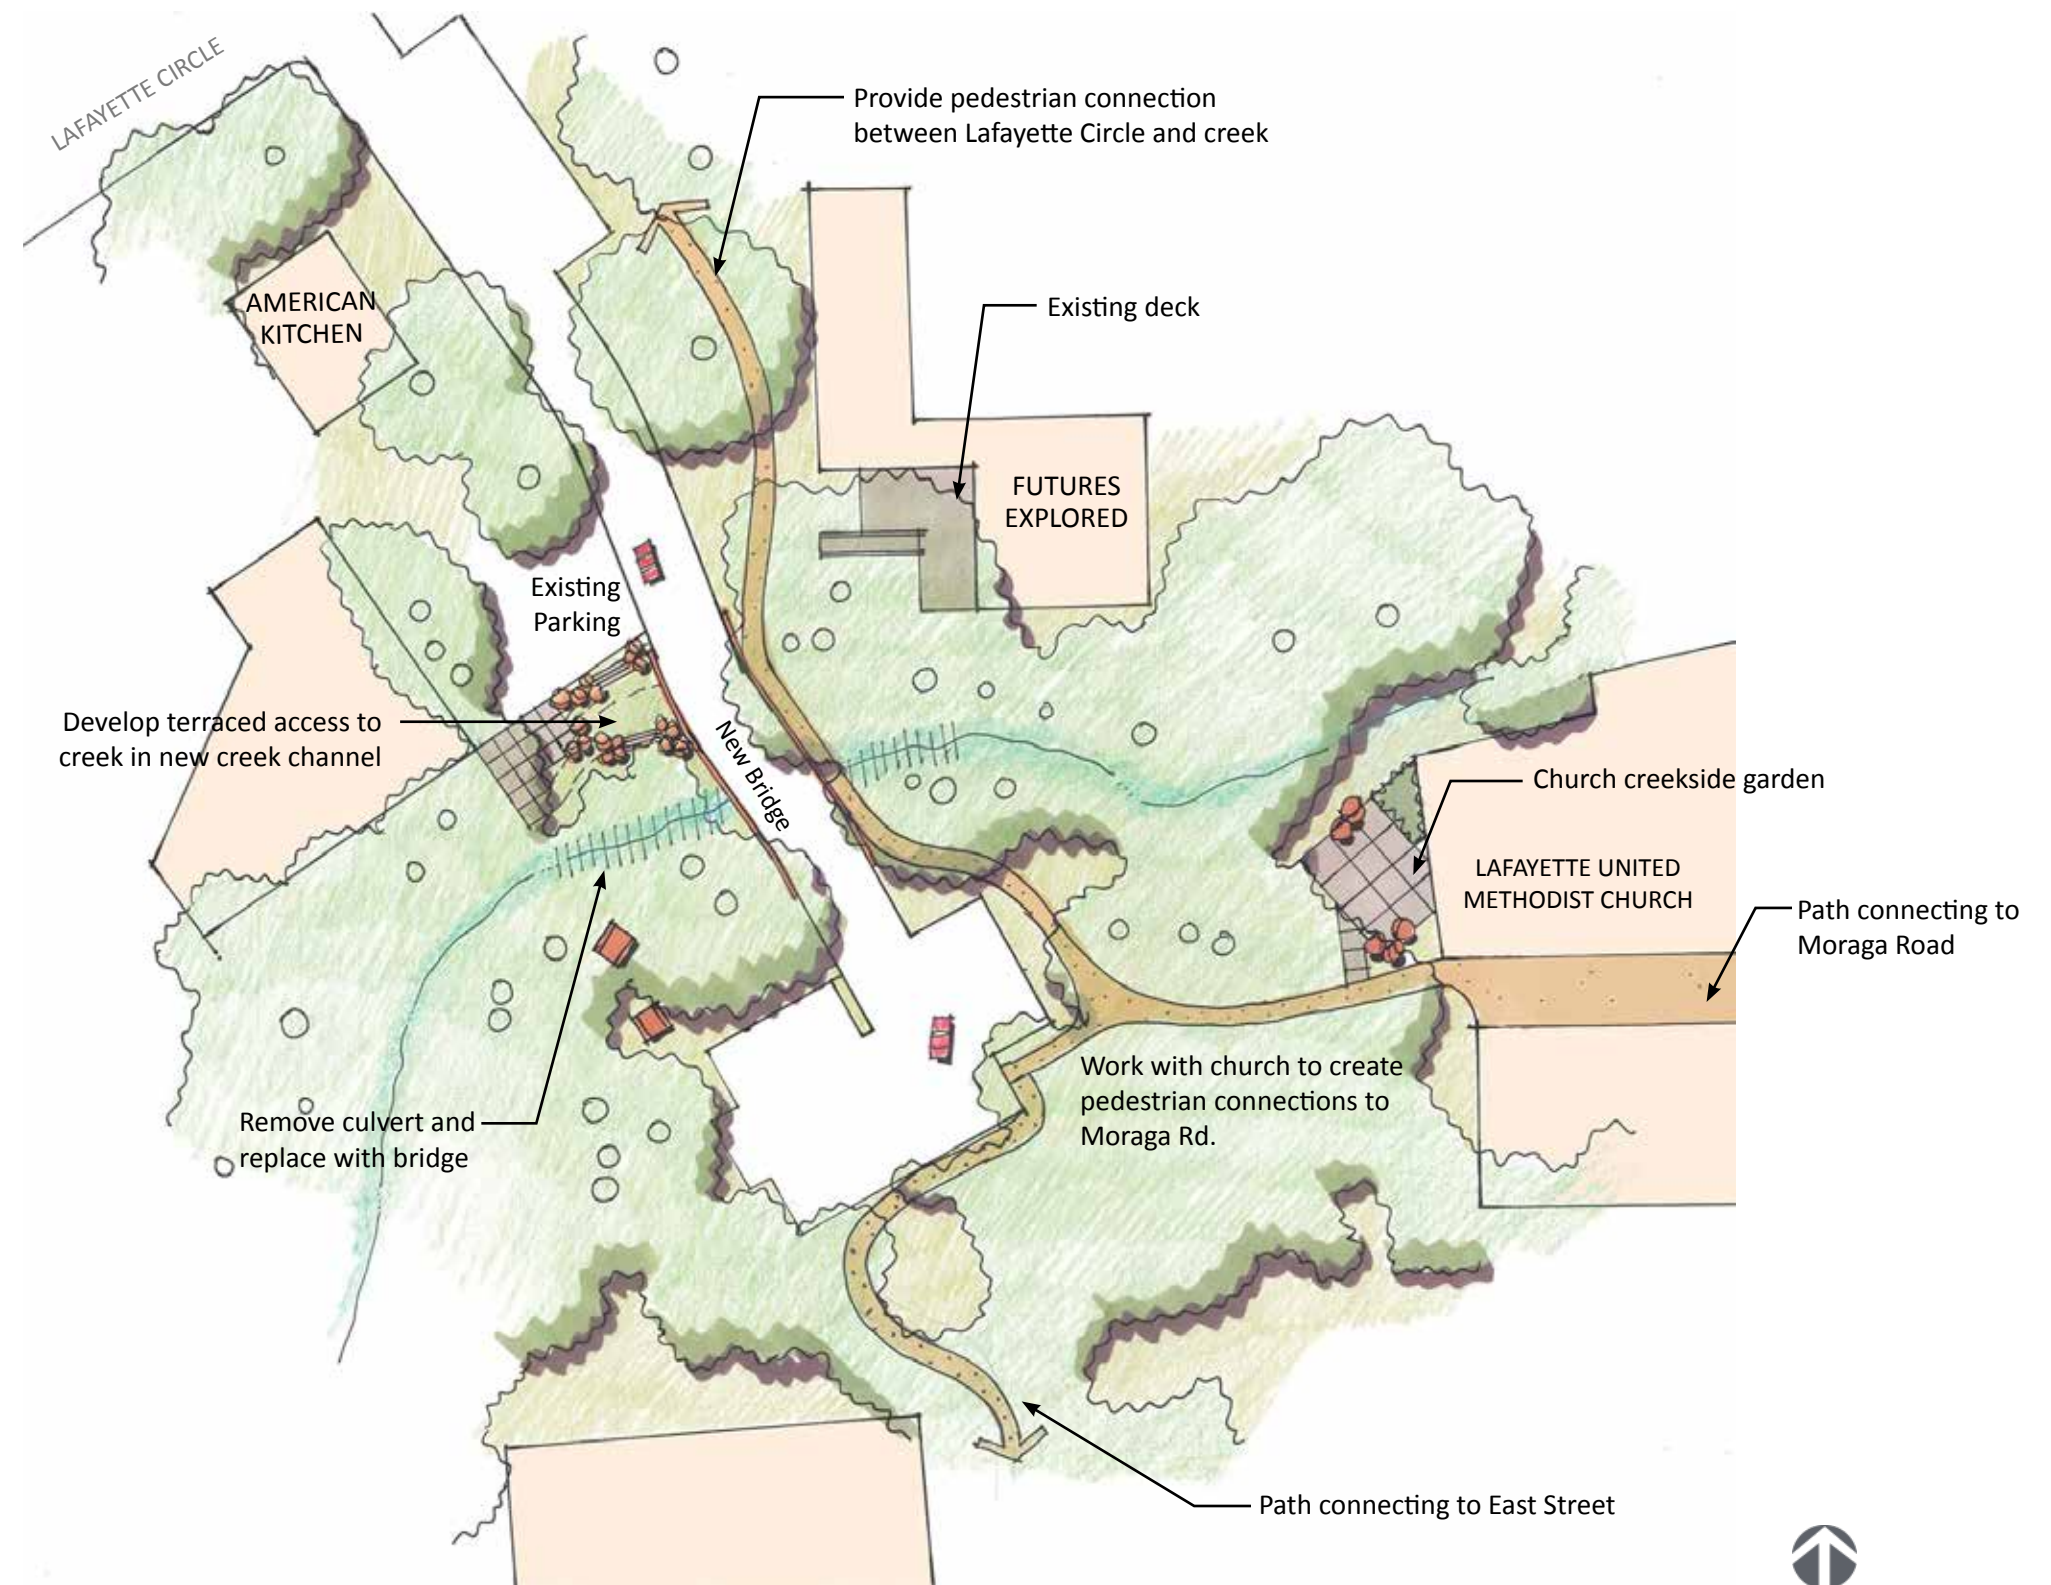 LAFAYETTE CIRCLE
Provide pedestrian connection
between Lafayette Circle and creek
AMERICAN
KITCHEN
Existing deck
FUTURES
EXPLORED
Existing
Parking
Develop terraced access to
creek in new creek channel
New Bridge
Church creekside garden
LAFAYETTE UNITED
METHODIST CHURCH
Path connecting to
Moraga Road
Work with church to create
pedestrian connections to
Moraga Rd.
Remove culvert and
replace with bridge
Path connecting to East Street